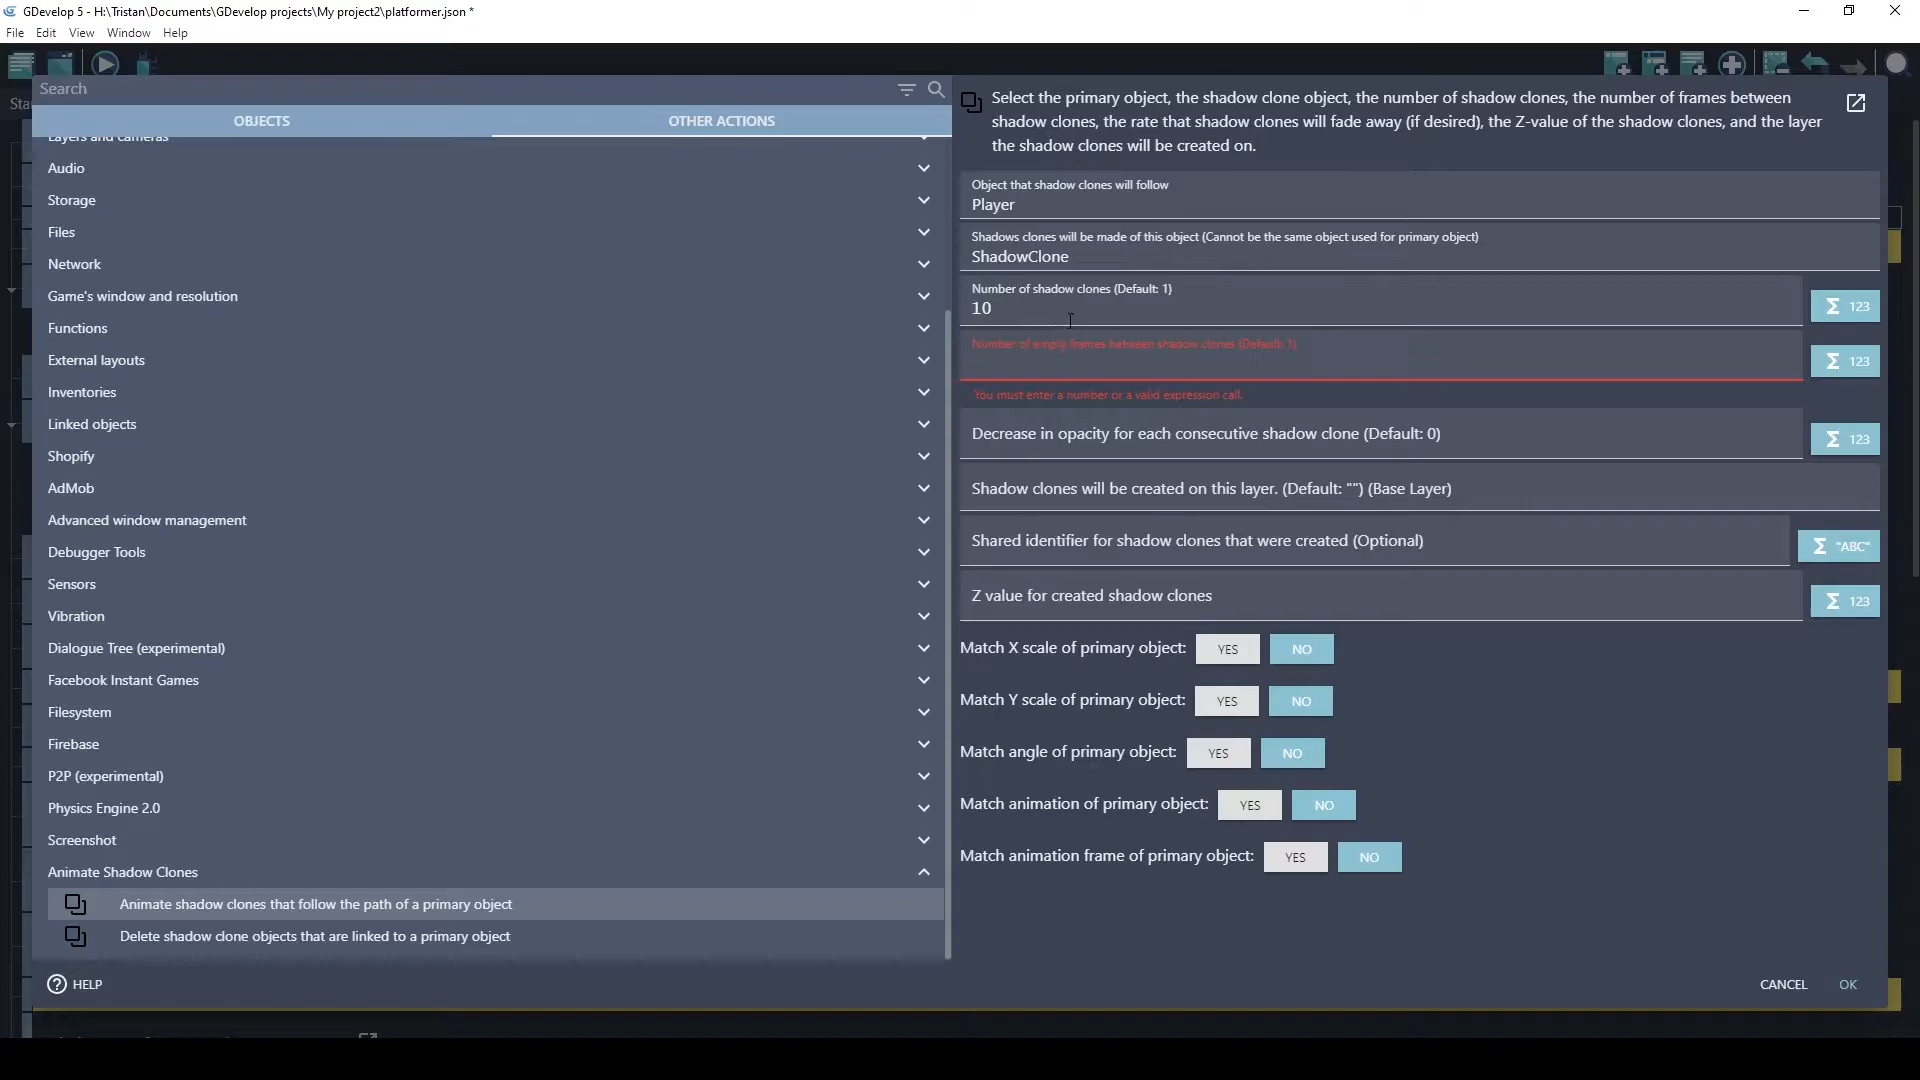 GDevelop 5 - H:\Tristan\Documents\GDevelop projects\My project2\platformer.json *
File Edit View Window Help
Search
OBJECTS
OTHER ACTIONS
Layers and cameras
Audio
Storage
Files
Network
Game's window and resolution
Functions
External layouts
Inventories
Linked objects
Shopify
AdMob
Advanced window management
Debugger Tools
Sensors
Vibration
Dialogue Tree (experimental)
Facebook Instant Games
Filesystem
Firebase
P2P (experimental)
Physics Engine 2.0
Screenshot
Animate Shadow Clones
Animate shadow clones that follow the path of a primary object
Delete shadow clone objects that are linked to a primary object
HELP
Select the primary object, the shadow clone object, the number of shadow clones, the number of frames between
shadow clones, the rate that shadow clones will fade away (if desired), the Z-value of the shadow clones, and the layer
the shadow clones will be created on.
Object that shadow clones will follow
Player
Shadows clones will be made of this object (Cannot be the same object used for primary object)
ShadowClone
Number of shadow clones (Default: 1)
10
Σ 123
Number of empty frames between shadow clones (Default: 1)
Σ 123
You must enter a number or a valid expression call.
Decrease in opacity for each consecutive shadow clone (Default: 0)
Σ 123
Shadow clones will be created on this layer. (Default: "") (Base Layer)
Shared identifier for shadow clones that were created (Optional)
Σ "ABC"
Z value for created shadow clones
Σ 123
Match X scale of primary object: YES NO
Match Y scale of primary object: YES NO
Match angle of primary object: YES NO
Match animation of primary object: YES NO
Match animation frame of primary object: YES NO
CANCEL OK